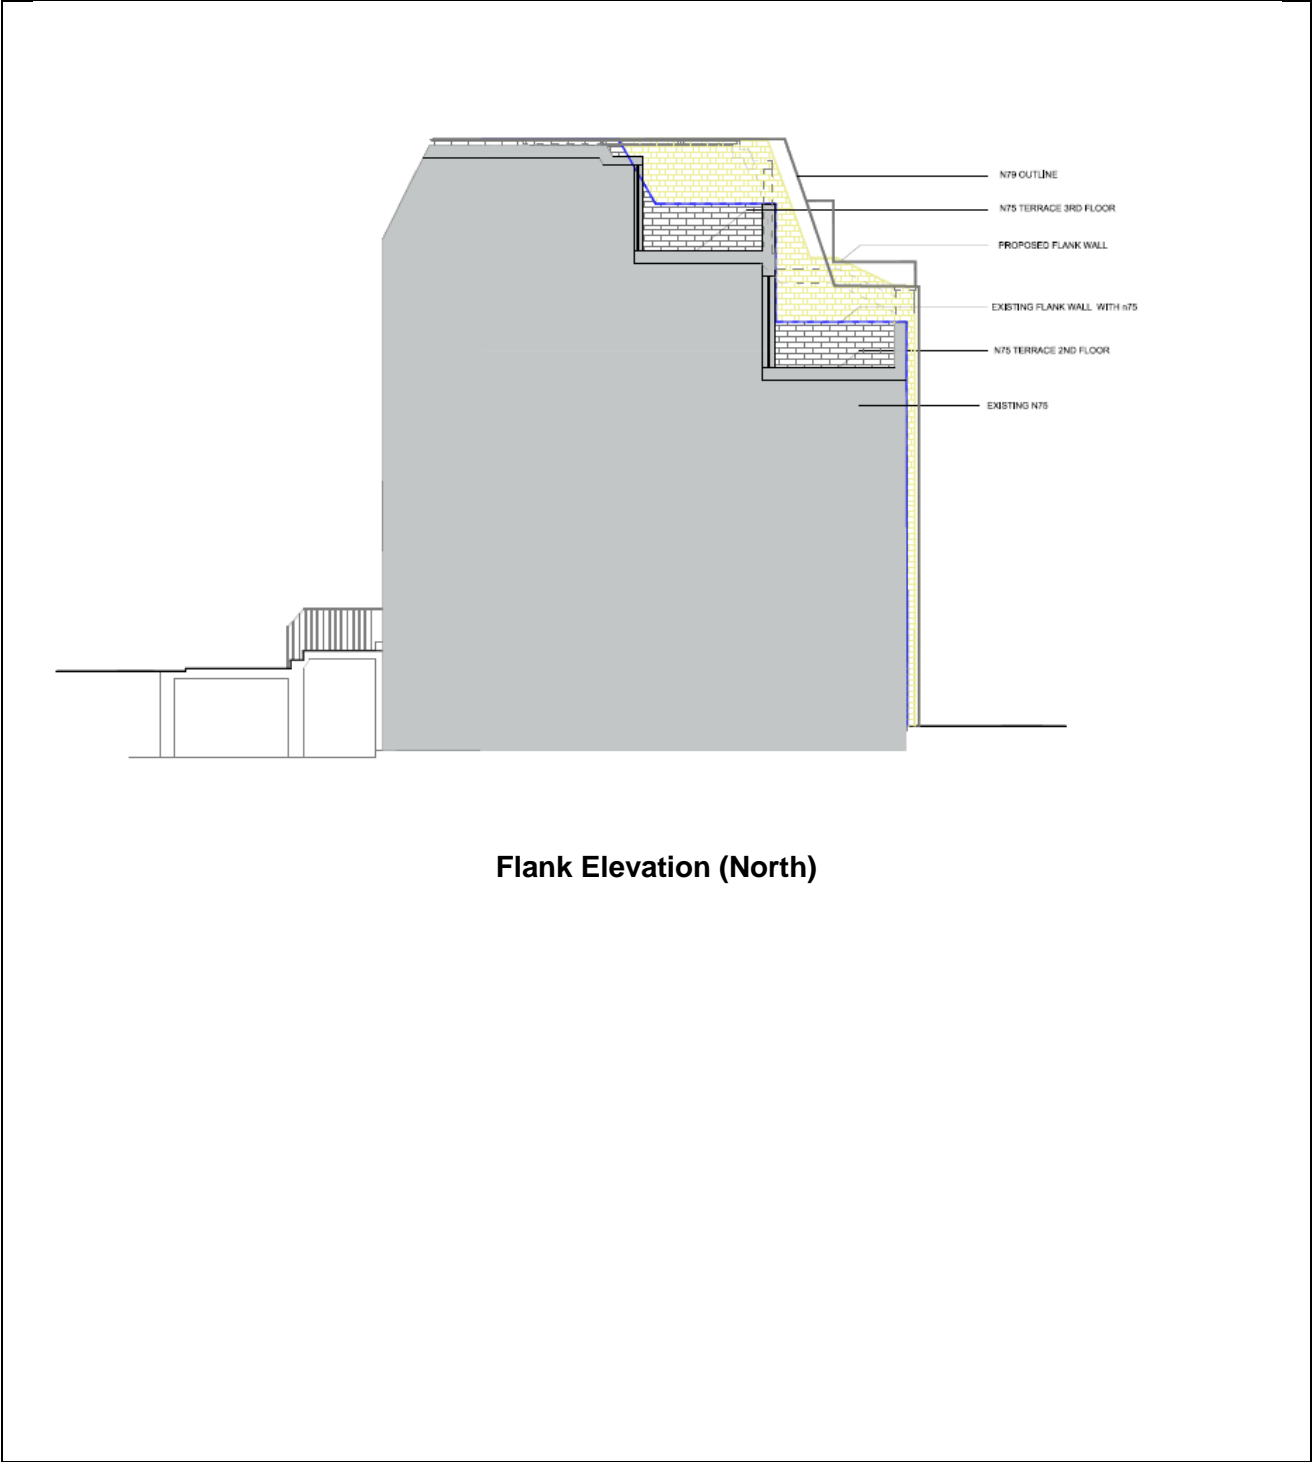 N79 OUTLINE
N75 TERRACE 3RD FLOOR
PROPOSED FLANK WALL
EXISTING FLANK WALL WITH n75
N75 TERRACE 2ND FLOOR
EXISTING N75
Flank Elevation (North)